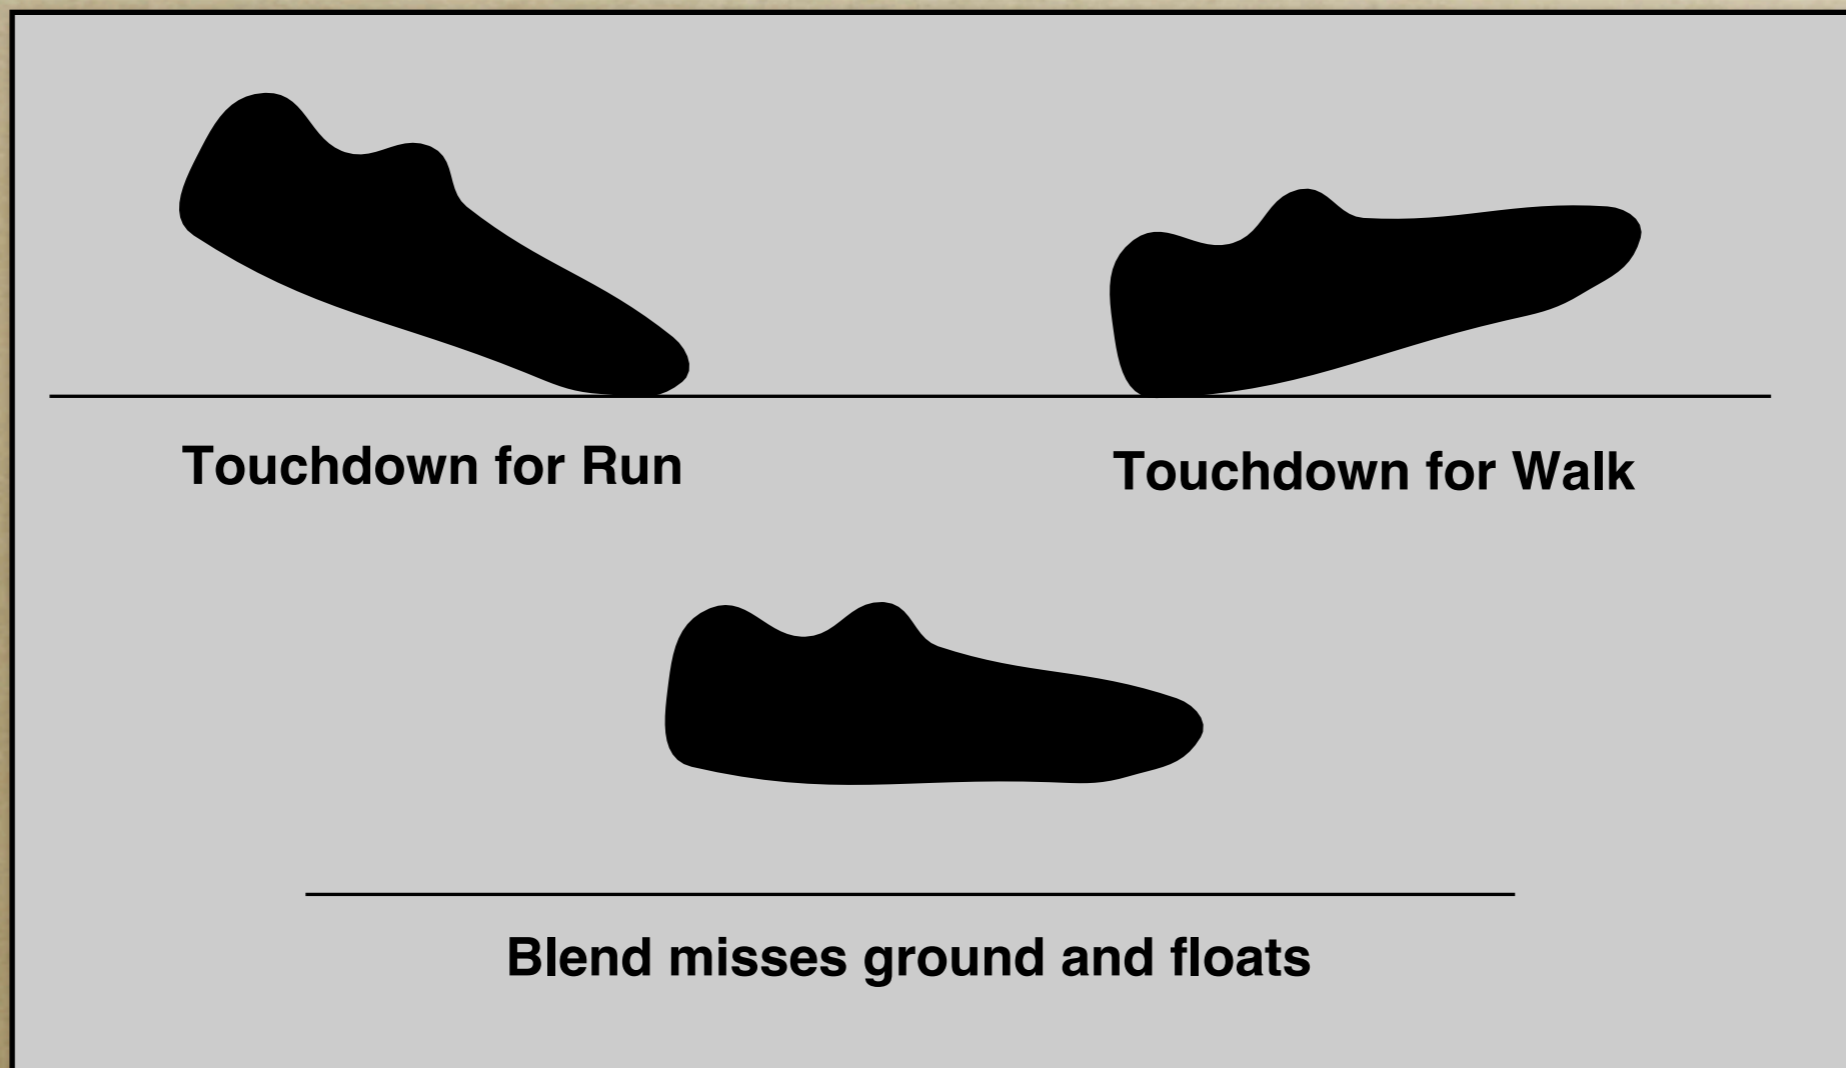 Touchdown for Run
Touchdown for Walk
Blend misses ground and floats